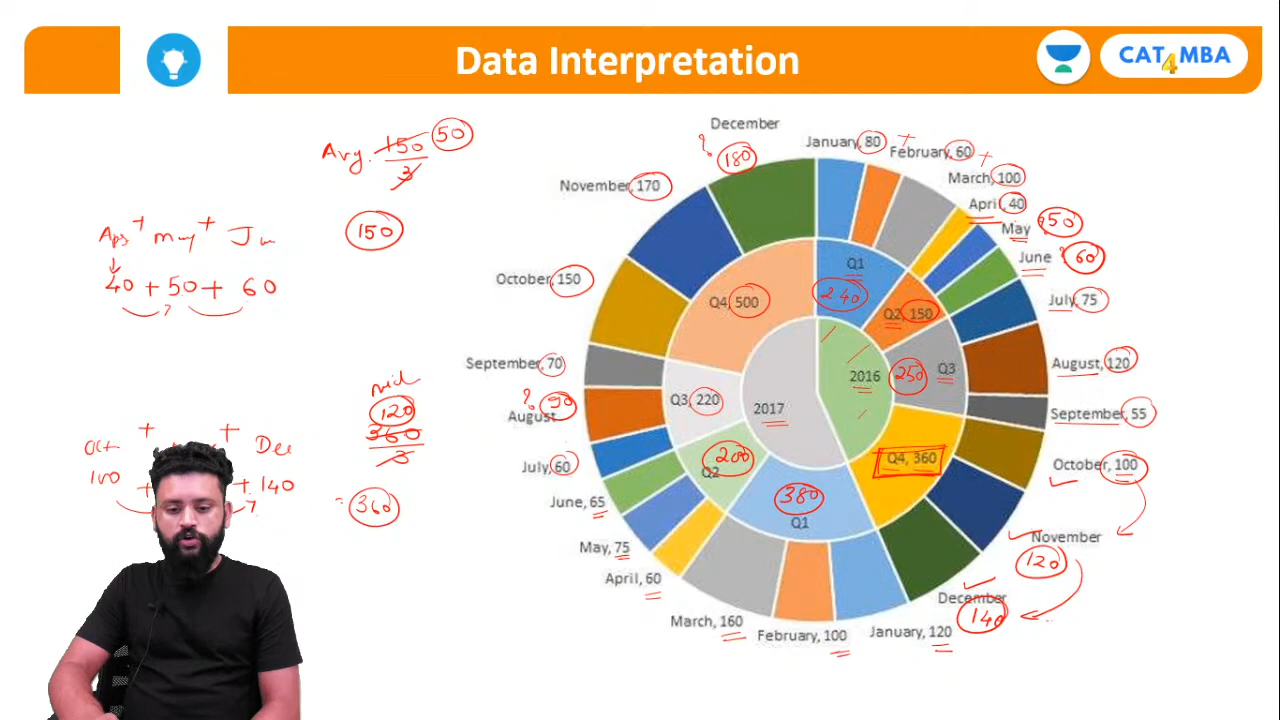 Data Interpretation
CAT4MBA
Avg. 150 50
3
Apr + May + Jun
150
40 + 50 + 60
?
mid
120
360
3
Oct + + Dec
100 + + 140
?
= 360
December
? 180
January, 80 +
February, 60 +
March, 100
April, 40
May 50
June ? 60
July, 75
August, 120
September, 55
October, 100
November
120
December
140
January, 120
February, 100
March, 160
April, 60
May, 75
June, 65
July, 60
? 90
August
September, 70
October, 150
November, 170
Q1
240
Q2, 150
250 Q3
Q4, 360
2016
2017
Q4, 500
Q3, 220
200
Q2
380
Q1